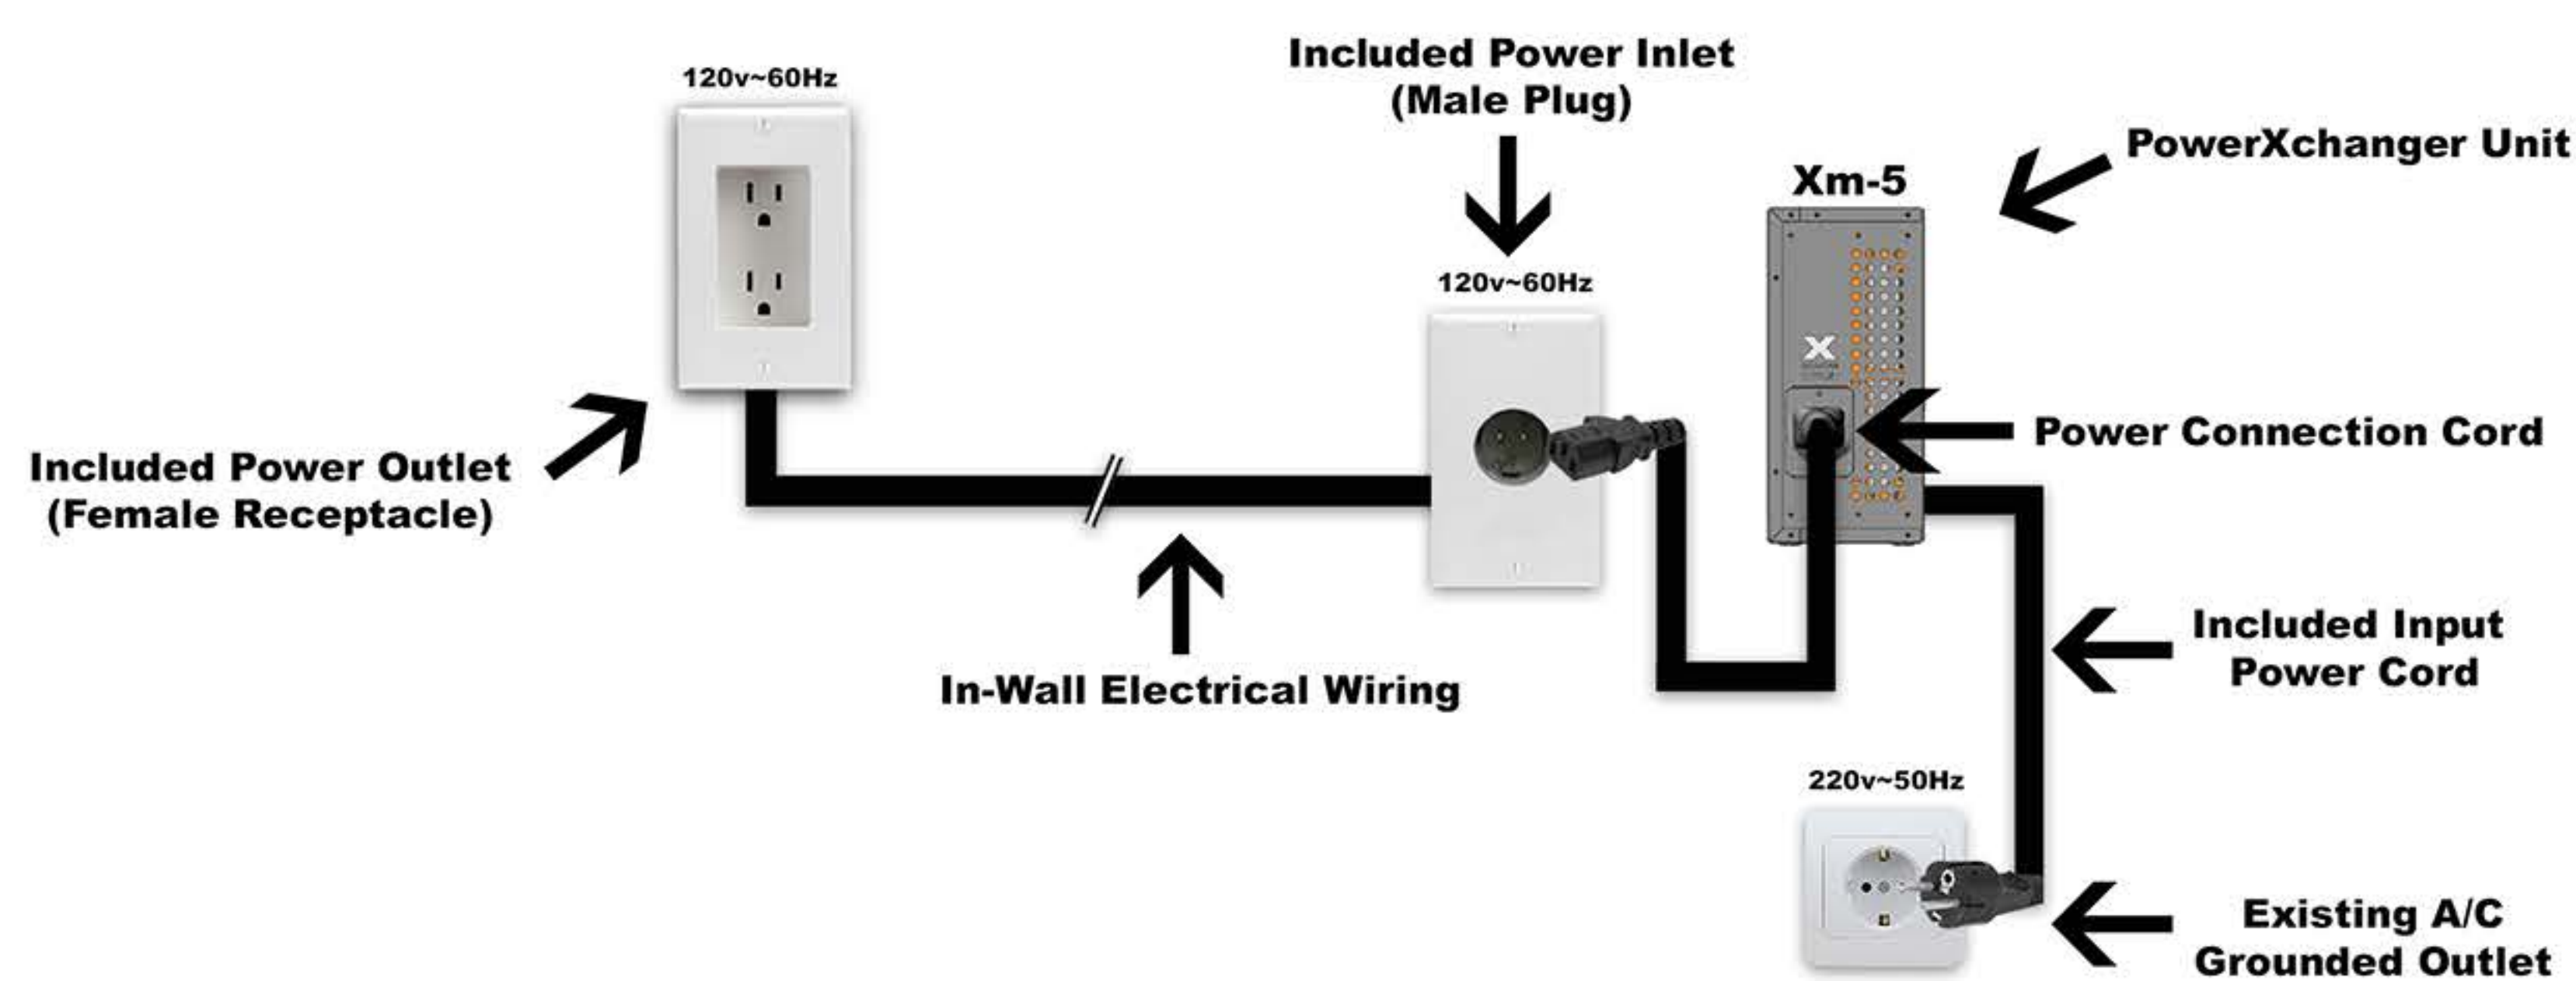 120v~60Hz
Included Power Inlet
(Male Plug)
PowerXchanger Unit
Xm-5
120v~60Hz
X
Power Connection Cord
Included Power Outlet
(Female Receptacle)
In-Wall Electrical Wiring
Included Input
Power Cord
220v~50Hz
Existing A/C
Grounded Outlet